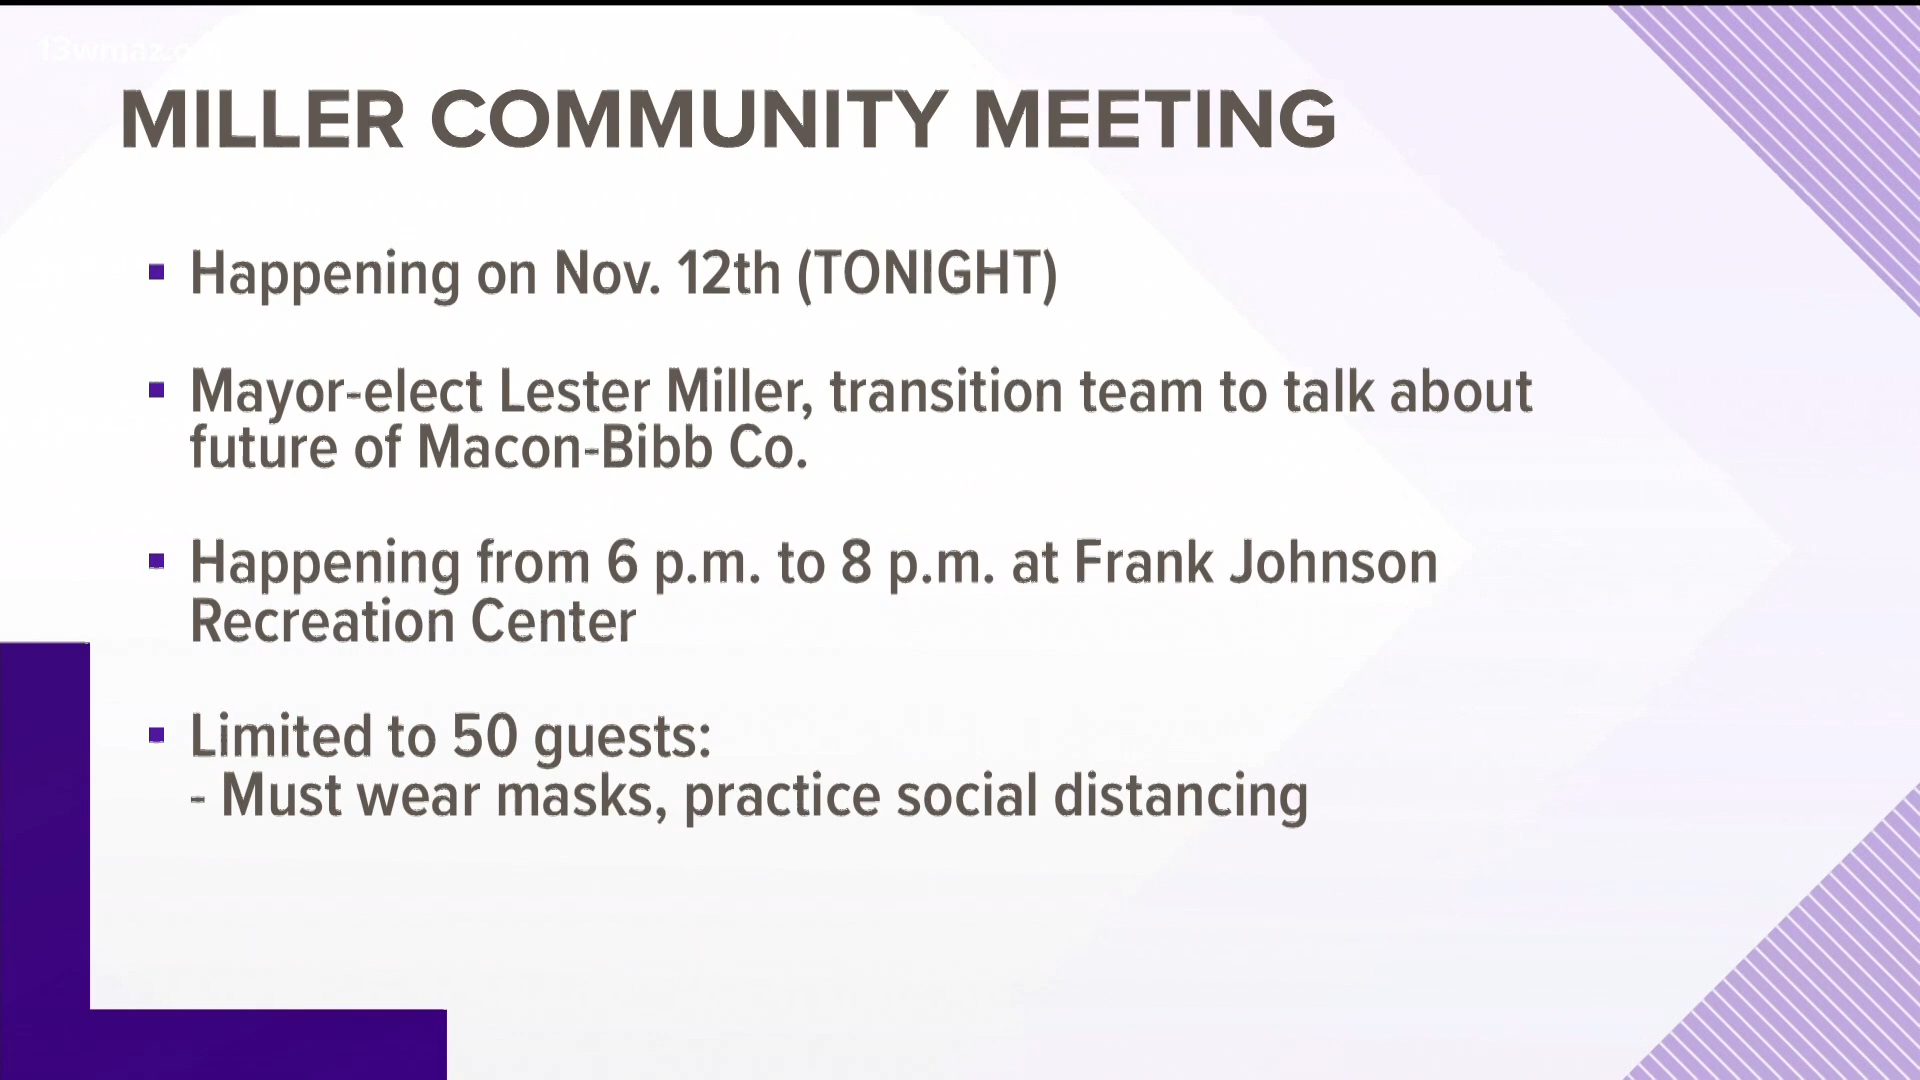 MILLER COMMUNITY MEETING
▪ Happening on Nov. 12th (TONIGHT)
▪ Mayor-elect Lester Miller, transition team to talk about
future of Macon-Bibb Co.
▪ Happening from 6 p.m. to 8 p.m. at Frank Johnson
Recreation Center
▪ Limited to 50 guests:
- Must wear masks, practice social distancing